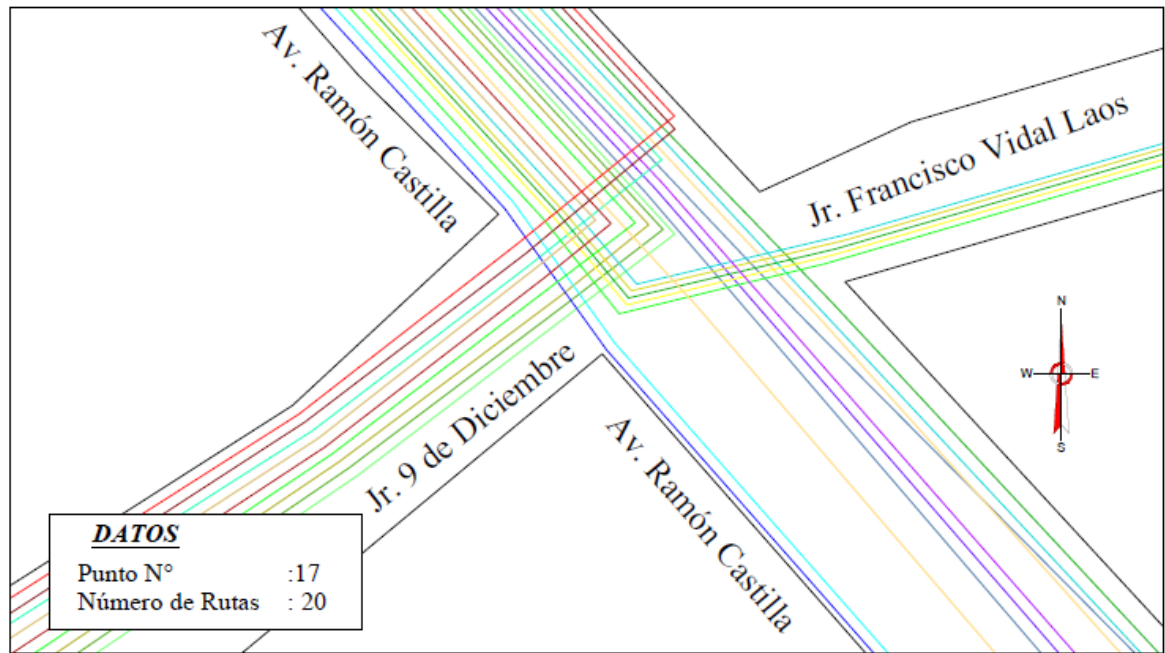 Av. Ramón Castilla
Jr. Francisco Vidal Laos
N
W E
S
Jr. 9 de Diciembre
Av. Ramón Castilla
DATOS
Punto N° :17
Número de Rutas : 20